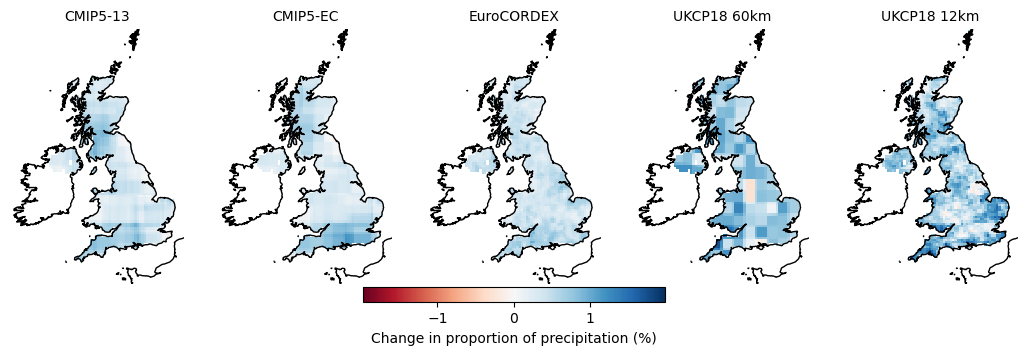 CMIP5-13 CMIP5-EC EuroCORDEX UKCP18 60km UKCP18 12km
−1 0 1
Change in proportion of precipitation (%)